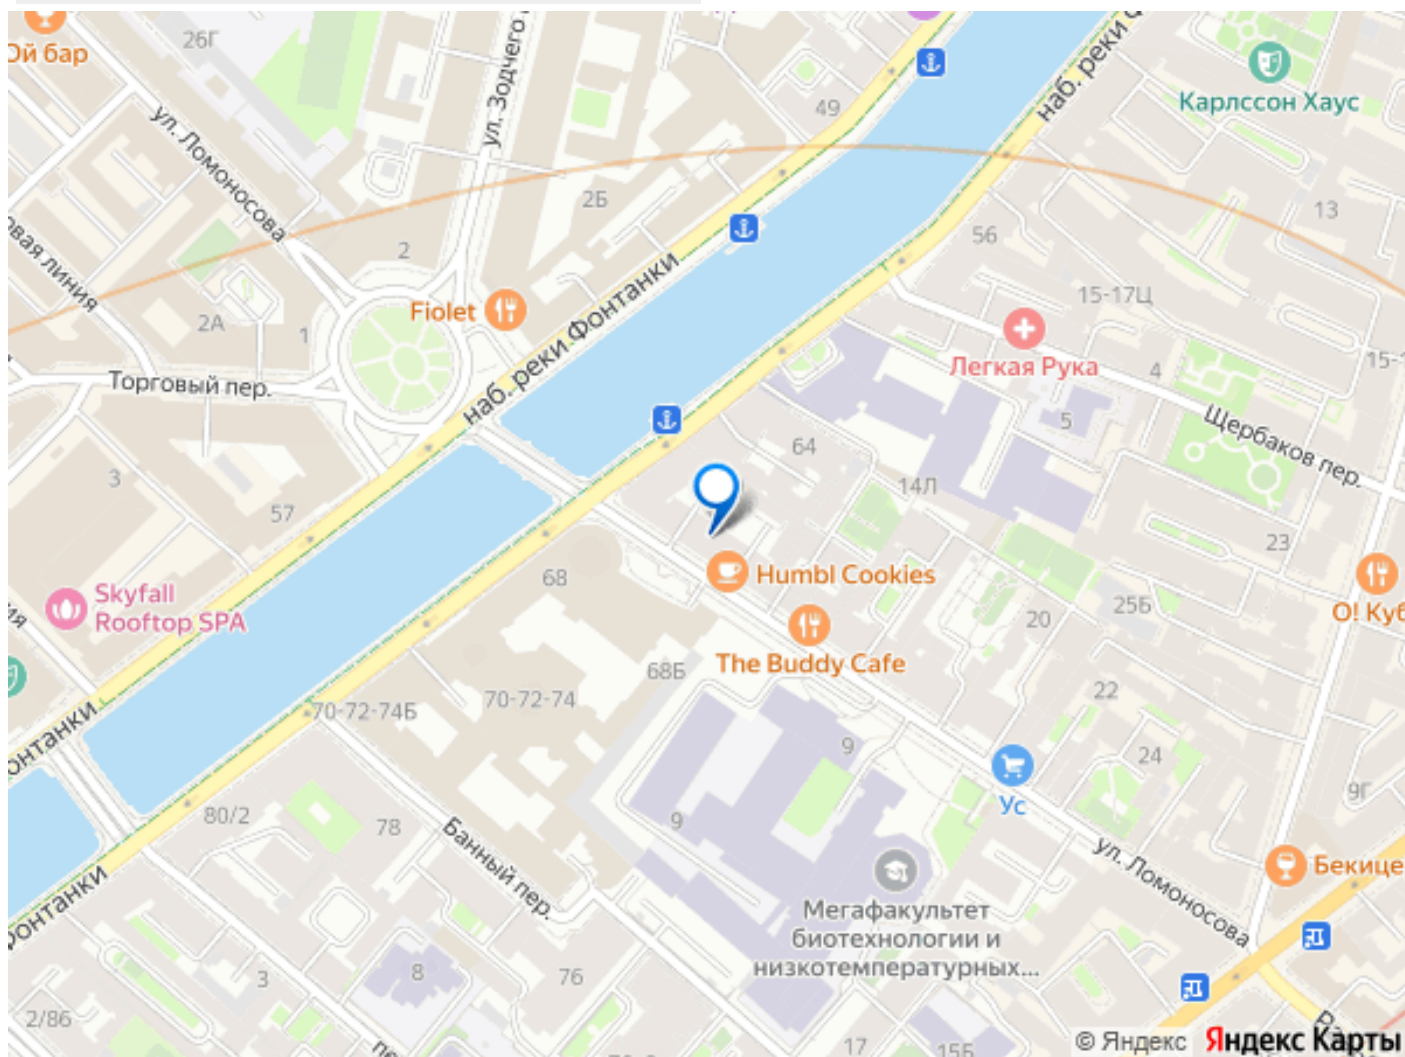 Ой бар
26Г
ул. Зодчего
49
наб. реки
Карлссон Хаус
ул. Ломоносова
2Б
13
56
2
15-17Ц
Fiolet
2А
1
наб. реки Фонтанки
Легкая Рука
4
15-1
Торговый пер.
5
Щербаков пер.
3
64
14Л
57
23
68
Humbl Cookies
Skyfall
Rooftop SPA
25Б
20
О! Куб
The Buddy Cafe
68Б
70-72-74
70-72-74Б
22
9
24
Ус
9Г
80/2
78
9
Банный пер.
ул. Ломоносова
Бекице
Мегафакультет
биотехнологии и
низкотемпературных...
8
76
3
2/86
17
15Б
© Яндекс Яндекс Карты